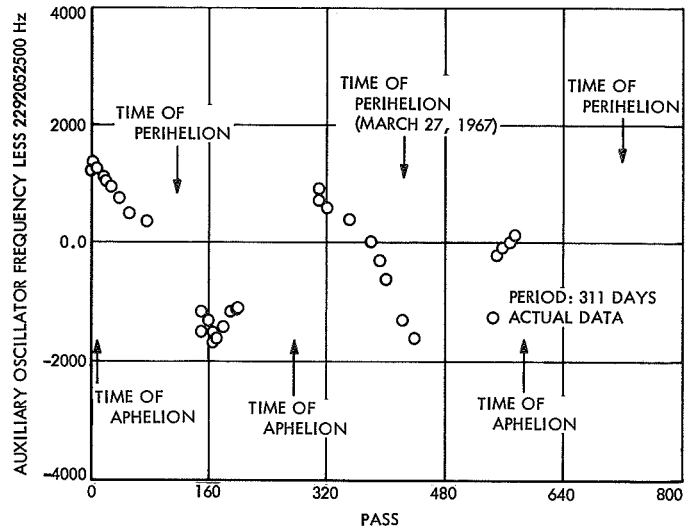 AUXILIARY OSCILLATOR FREQUENCY LESS 2292052500 Hz
4000
2000
0.0
-2000
-4000
TIME OF
PERIHELION
TIME OF
PERIHELION
(MARCH 27, 1967)
TIME OF
PERIHELION
PERIOD: 311 DAYS
ACTUAL DATA
TIME OF
APHELION
TIME OF
APHELION
TIME OF
APHELION
0
160
320
480
640
800
PASS